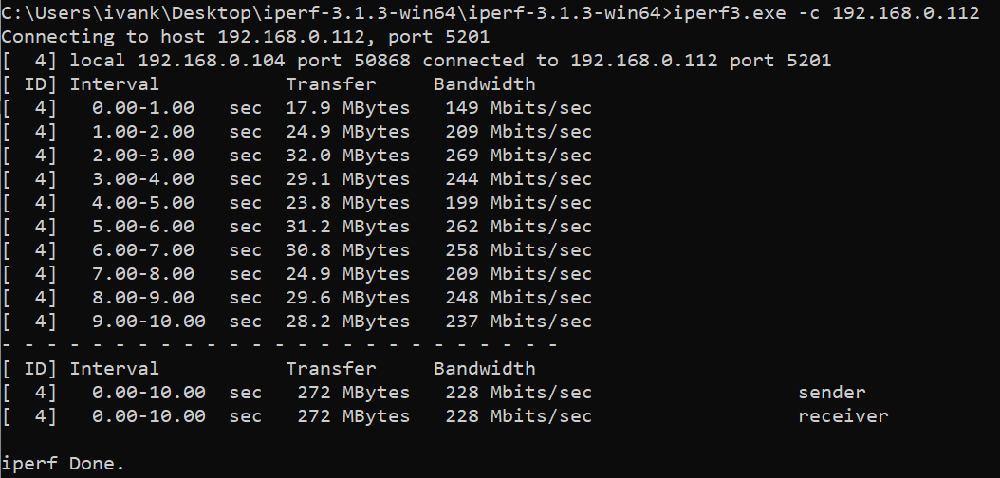 C:\Users\ivank\Desktop\iperf-3.1.3-win64\iperf-3.1.3-win64>iperf3.exe -c 192.168.0.112
Connecting to host 192.168.0.112, port 5201
[  4] local 192.168.0.104 port 50868 connected to 192.168.0.112 port 5201
[ ID] Interval           Transfer     Bandwidth
[  4]   0.00-1.00   sec  17.9 MBytes   149 Mbits/sec
[  4]   1.00-2.00   sec  24.9 MBytes   209 Mbits/sec
[  4]   2.00-3.00   sec  32.0 MBytes   269 Mbits/sec
[  4]   3.00-4.00   sec  29.1 MBytes   244 Mbits/sec
[  4]   4.00-5.00   sec  23.8 MBytes   199 Mbits/sec
[  4]   5.00-6.00   sec  31.2 MBytes   262 Mbits/sec
[  4]   6.00-7.00   sec  30.8 MBytes   258 Mbits/sec
[  4]   7.00-8.00   sec  24.9 MBytes   209 Mbits/sec
[  4]   8.00-9.00   sec  29.6 MBytes   248 Mbits/sec
[  4]   9.00-10.00  sec  28.2 MBytes   237 Mbits/sec
- - - - - - - - - - - - - - - - - - - - - - - - -
[ ID] Interval           Transfer     Bandwidth
[  4]   0.00-10.00  sec   272 MBytes   228 Mbits/sec                  sender
[  4]   0.00-10.00  sec   272 MBytes   228 Mbits/sec                  receiver
iperf Done.